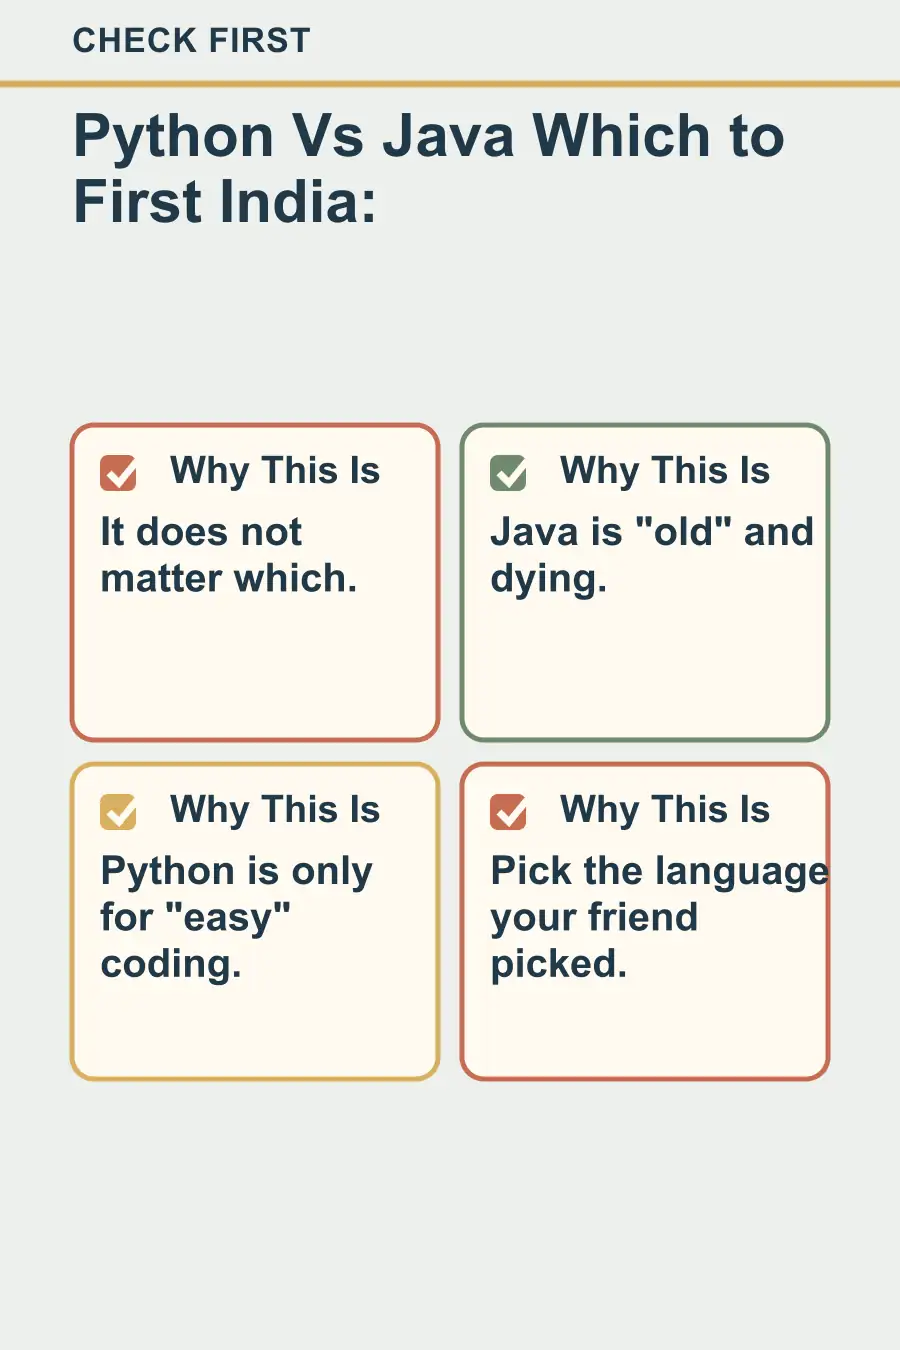 CHECK FIRST
Python Vs Java Which to
First India:
Why This Is
It does not
matter which.
Why This Is
Java is "old" and
dying.
Why This Is
Python is only
for "easy"
coding.
Why This Is
Pick the language
your friend
picked.